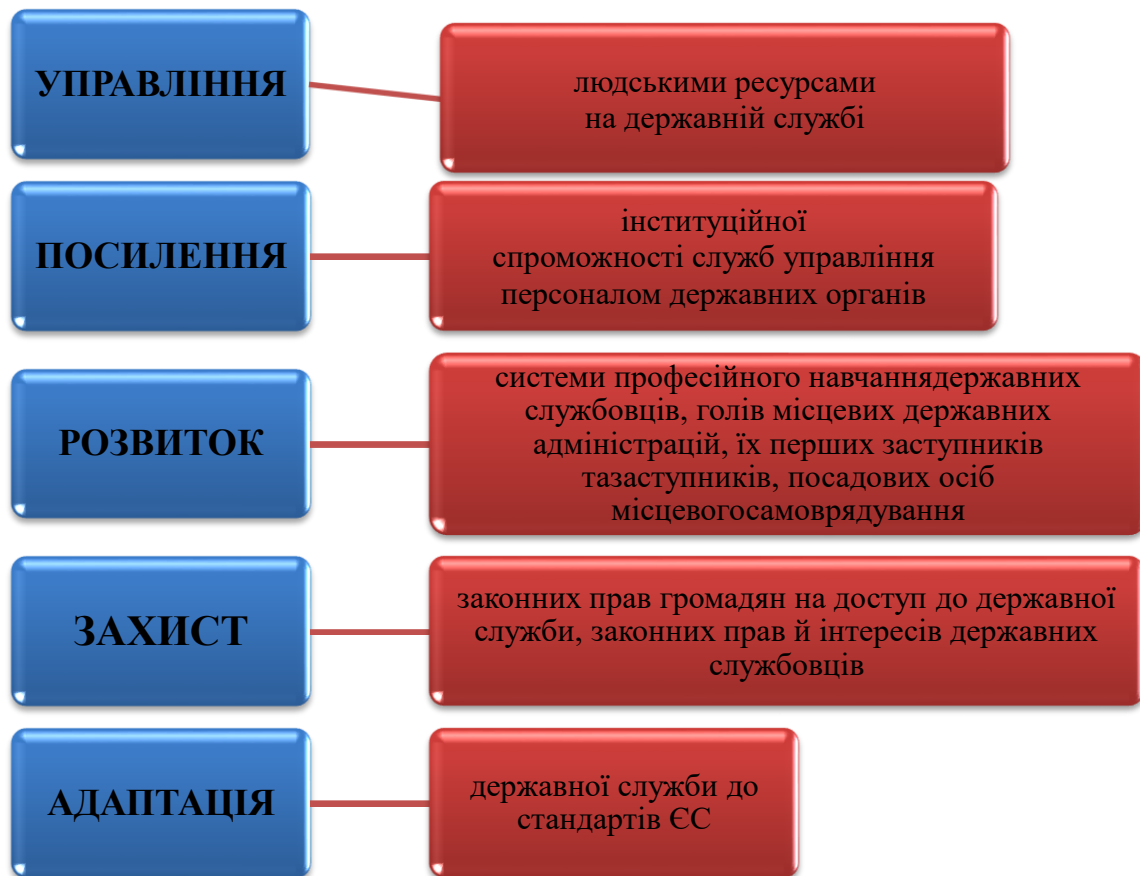 УПРАВЛІННЯ
людськими ресурсами
на державній службі
ПОСИЛЕННЯ
інституційної
спроможності служб управління
персоналом державних органів
РОЗВИТОК
системи професійного навчаннядержавних
службовців, голів місцевих державних
адміністрацій, їх перших заступників
тазаступників, посадових осіб
місцевогосамоврядування
ЗАХИСТ
законних прав громадян на доступ до державної
служби, законних прав й інтересів державних
службовців
АДАПТАЦІЯ
державної служби до
стандартів ЄС